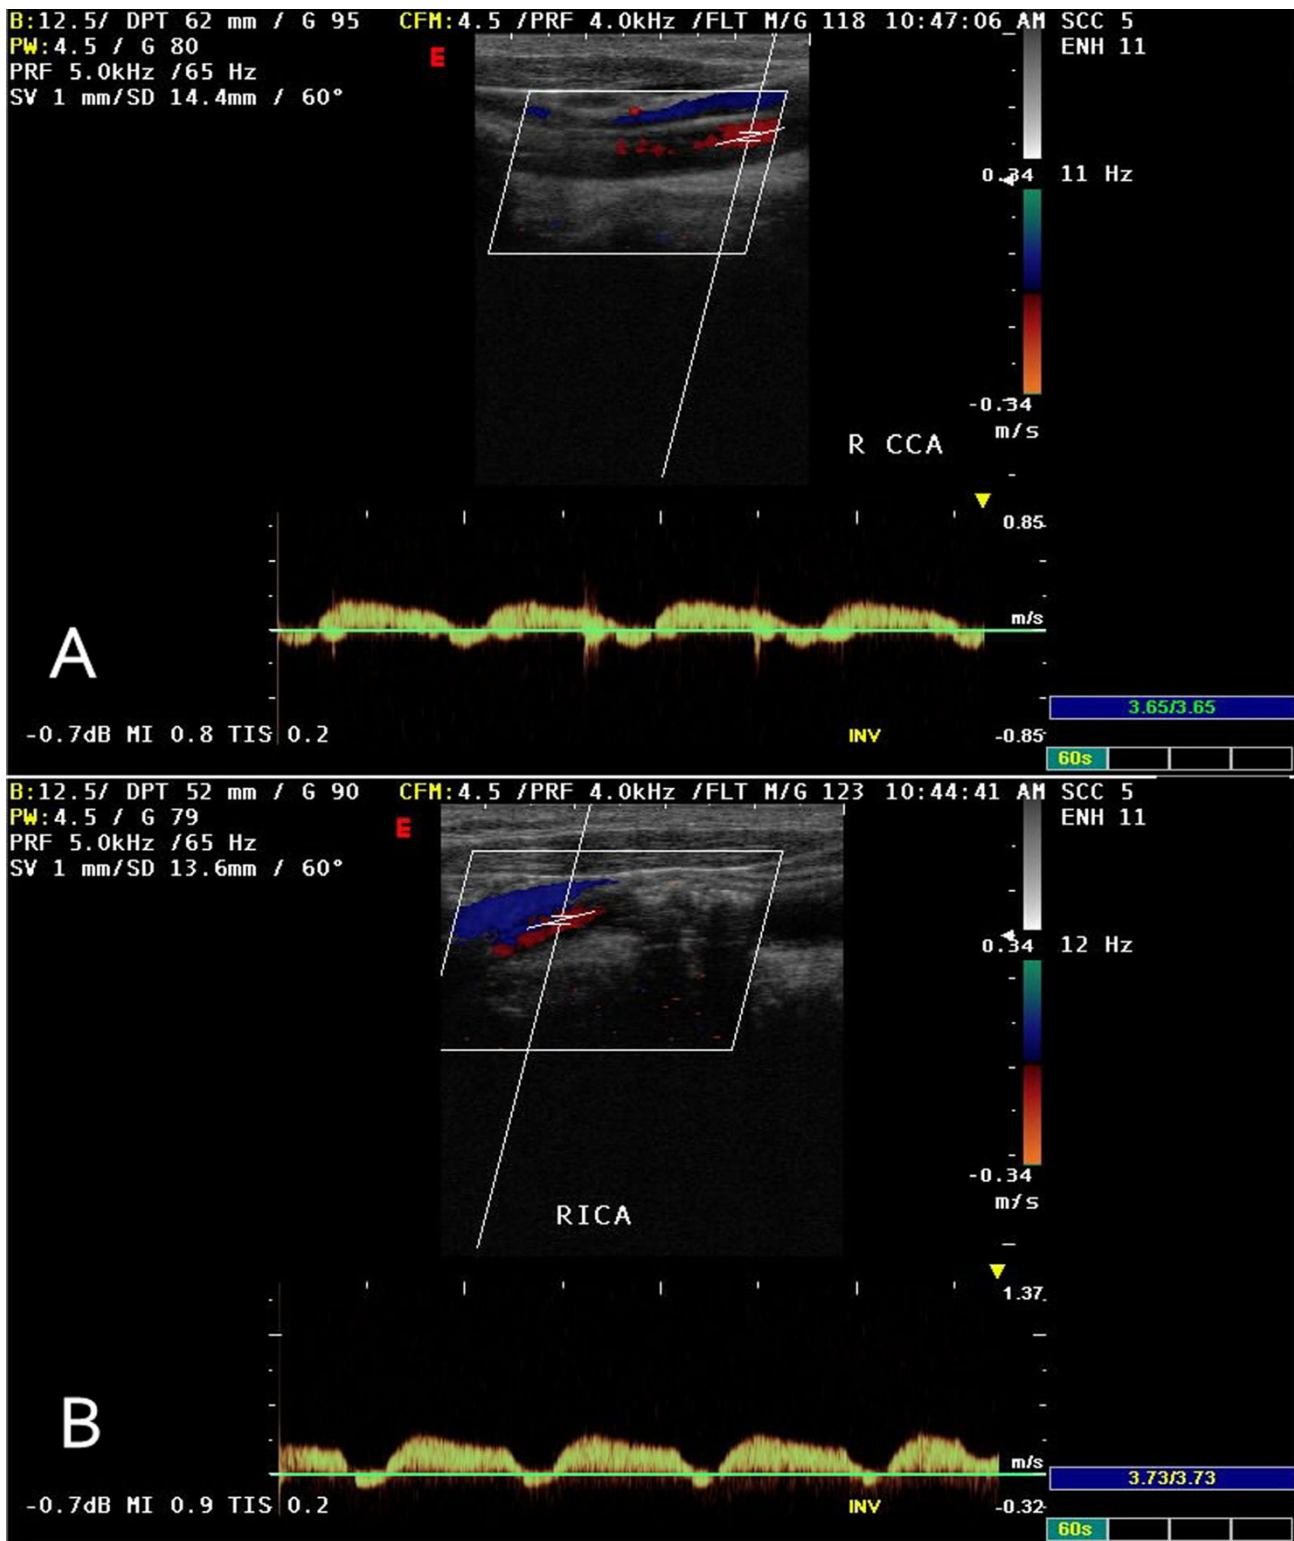 B:12.5/ DPT 62 mm / G 95 CFM:4.5 /PRF 4.0kHz /FLT M/G 118 10:47:06 AM SCC 5
PW:4.5 / G 80 E ENH 11
PRF 5.0kHz /65 Hz
SV 1 mm/SD 14.4mm / 60°
0.34 11 Hz
-0.34
m/s
R CCA
0.85
m/s
A
3.65/3.65
-0.7dB MI 0.8 TIS 0.2 INV -0.85
60s
B:12.5/ DPT 52 mm / G 90 CFM:4.5 /PRF 4.0kHz /FLT M/G 123 10:44:41 AM SCC 5
PW:4.5 / G 79 E ENH 11
PRF 5.0kHz /65 Hz
SV 1 mm/SD 13.6mm / 60°
0.34 12 Hz
-0.34
m/s
RICA
1.37
B
m/s
3.73/3.73
-0.7dB MI 0.9 TIS 0.2 INV -0.32
60s